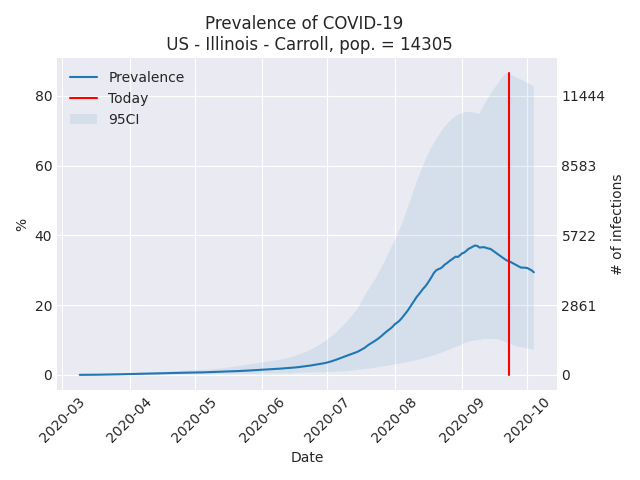 Prevalence of COVID-19
US - Illinois - Carroll, pop. = 14305
Prevalence
Today
95CI
80
60
40
20
0
%
11444
8583
5722
2861
0
# of infections
2020-03
2020-04
2020-05
2020-06
2020-07
2020-08
2020-09
2020-10
Date